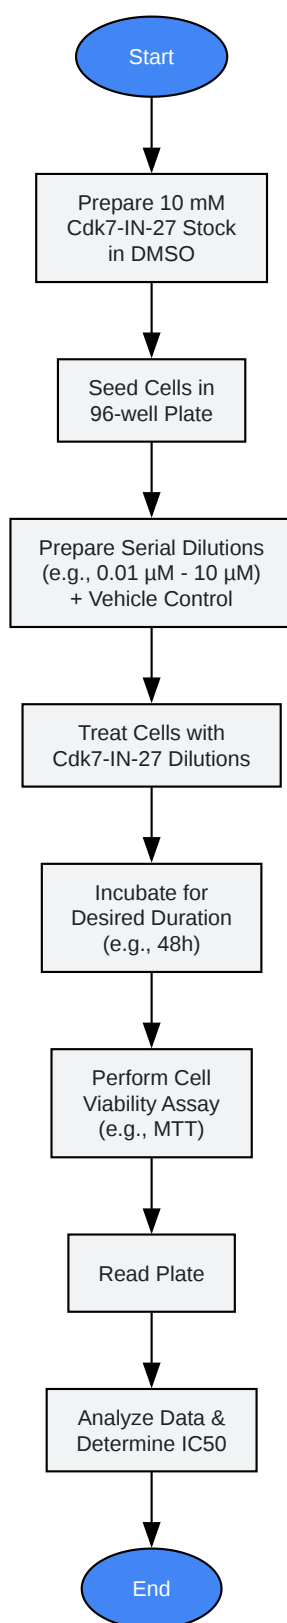 Start
Prepare 10 mM
Cdk7-IN-27 Stock
in DMSO
Seed Cells in
96-well Plate
Prepare Serial Dilutions
(e.g., 0.01 µM - 10 µM)
+ Vehicle Control
Treat Cells with
Cdk7-IN-27 Dilutions
Incubate for
Desired Duration
(e.g., 48h)
Perform Cell
Viability Assay
(e.g., MTT)
Read Plate
Analyze Data &
Determine IC50
End